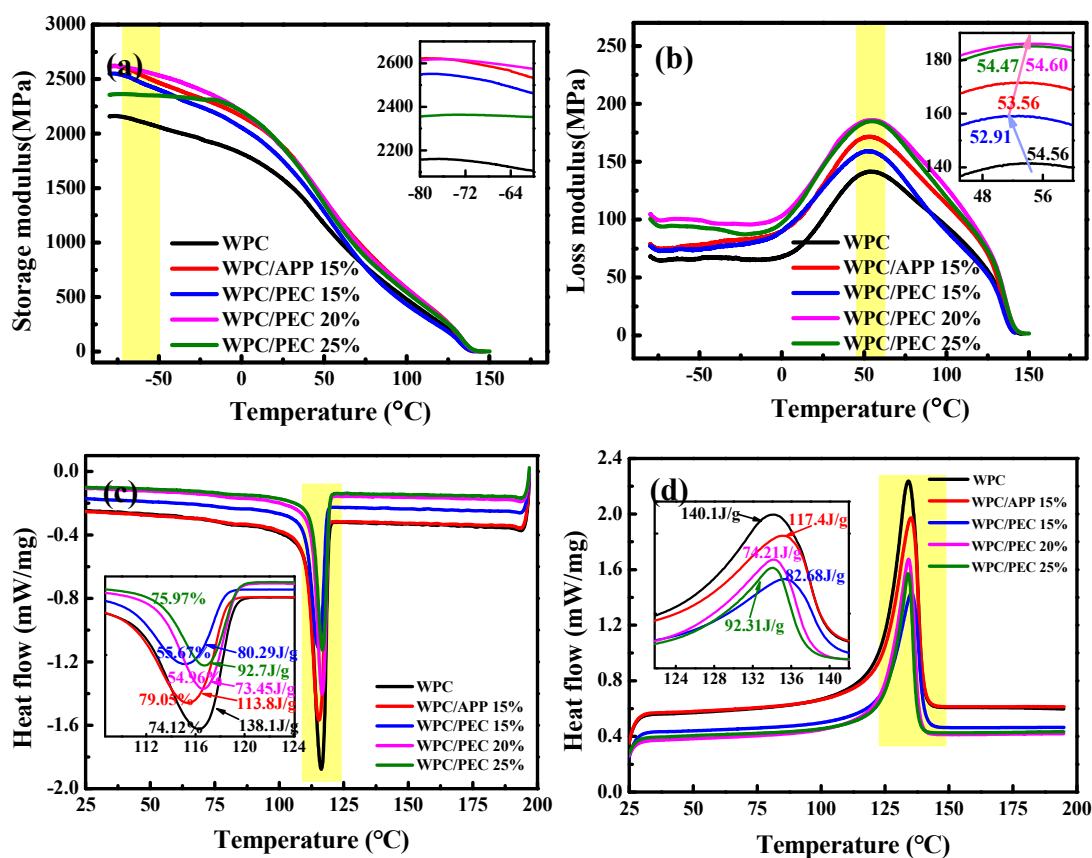 (a)
Storage modulus(MPa)
3000
2500
2000
1500
1000
500
0
2600
2400
2200
-80 -72 -64
WPC
WPC/APP 15%
WPC/PEC 15%
WPC/PEC 20%
WPC/PEC 25%
-50 0 50 100 150
Temperature (°C)
(b)
Loss modulus(MPa)
250
200
150
100
50
0
180
160
140
54.47 54.60
53.56
52.91
54.56
48 56
WPC
WPC/APP 15%
WPC/PEC 15%
WPC/PEC 20%
WPC/PEC 25%
-50 0 50 100 150
Temperature (°C)
(c)
Heat flow (mW/mg)
0.0
-0.4
-0.8
-1.2
-1.6
-2.0
75.97%
55.67% 80.29J/g
92.7J/g
54.96% 73.45J/g
79.05% 113.8J/g
74.12% 138.1J/g
112 116 120 124
WPC
WPC/APP 15%
WPC/PEC 15%
WPC/PEC 20%
WPC/PEC 25%
25 50 75 100 125 150 175 200
Temperature (°C)
(d)
Heat flow (mW/mg)
2.4
2.0
1.6
1.2
0.8
0.4
0.0
140.1J/g 117.4J/g
74.21J/g
82.68J/g
92.31J/g
124 128 132 136 140
WPC
WPC/APP 15%
WPC/PEC 15%
WPC/PEC 20%
WPC/PEC 25%
25 50 75 100 125 150 175 200
Temperature (°C)